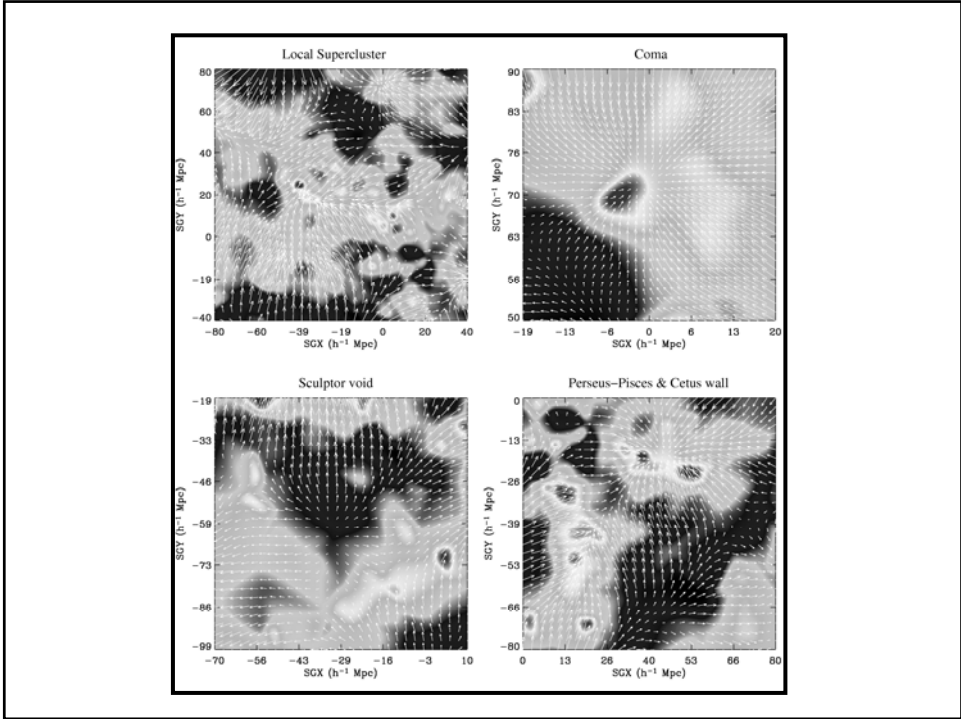 Local Supercluster
80
60
40
20
0
−19
−40
SGY (h⁻¹ Mpc)
−80 −60 −39 −19 0 20 40
SGX (h⁻¹ Mpc)
Coma
90
83
76
70
63
56
50
SGY (h⁻¹ Mpc)
−19 −13 −6 0 6 13 20
SGX (h⁻¹ Mpc)
Sculptor void
−19
−33
−46
−59
−73
−86
−99
SGY (h⁻¹ Mpc)
−70 −56 −43 −29 −16 −3 10
SGX (h⁻¹ Mpc)
Perseus−Pisces & Cetus wall
0
−13
−26
−39
−53
−66
−80
SGY (h⁻¹ Mpc)
0 13 26 40 53 66 80
SGX (h⁻¹ Mpc)